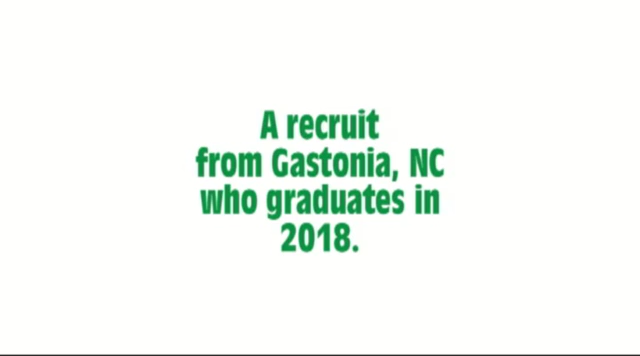 A recruit
from Gastonia, NC
who graduates in
2018.